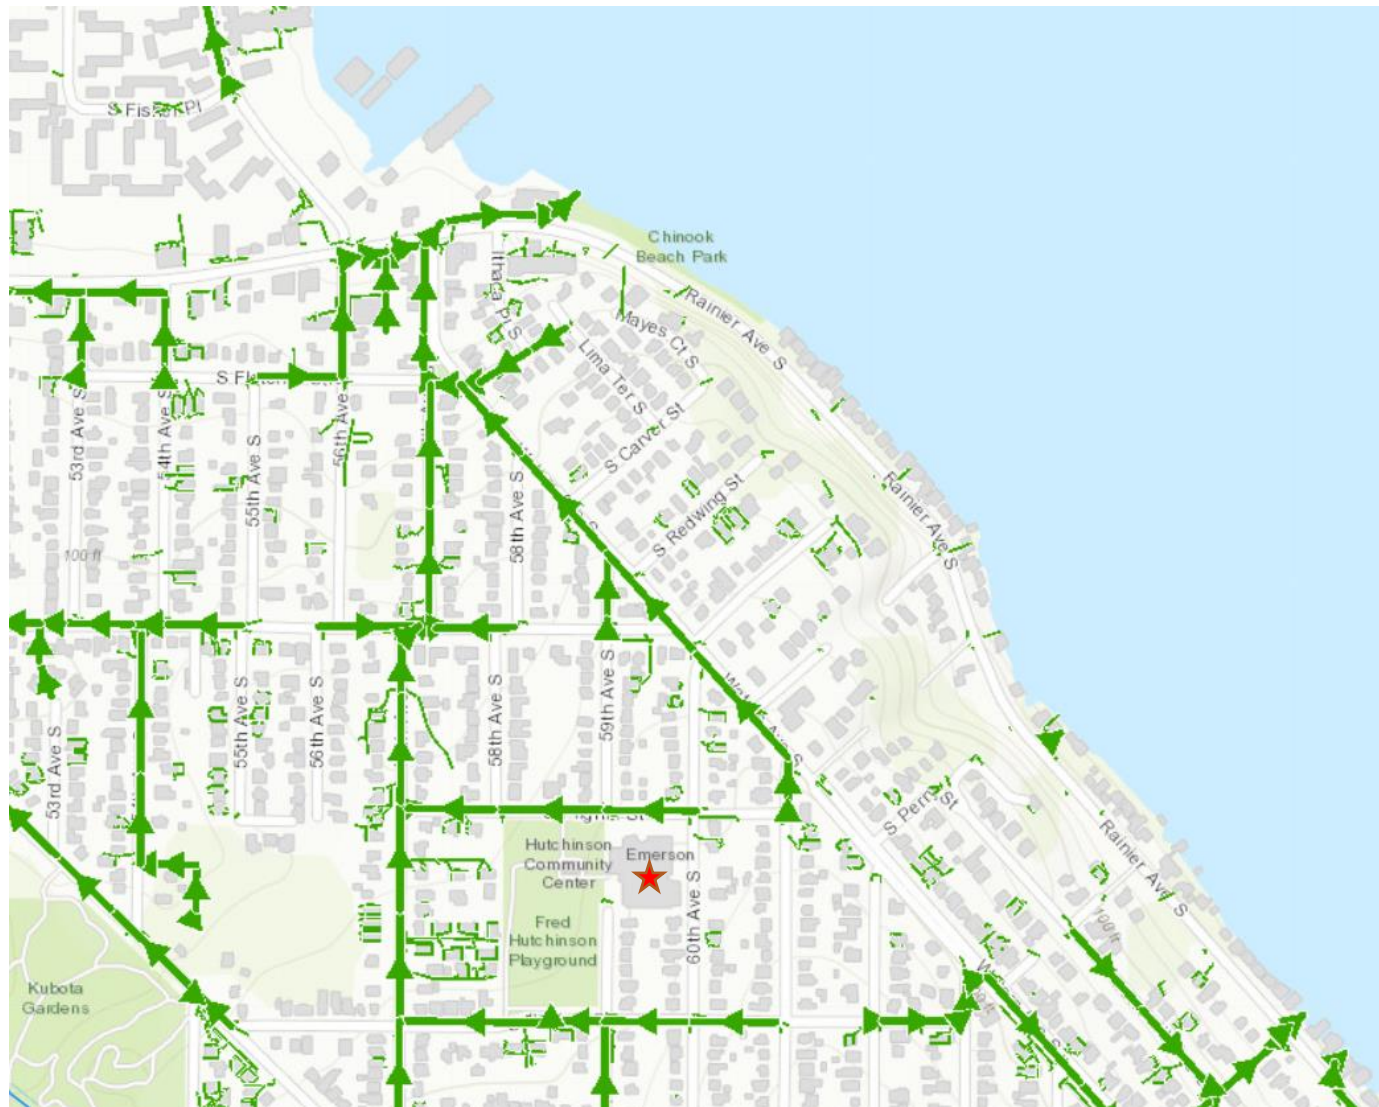 Chinook
Beach Park
Ithaca Pl S
Mayes Ct S
Rainier Ave S
Lima Ter S
S Carver St
53rd Ave S
54th Ave S
55th Ave S
56th Ave
58th Ave S
S Redwing St
Rainier Ave S
100 ft
53rd Ave S
55th Ave S
56th Ave S
58th Ave S
59th Ave S
S Perry St
Rainier Ave S
Hutchinson
Community
Center
Emerson
60th Ave S
100 ft
Fred
Hutchinson
Playground
Kubota
Gardens